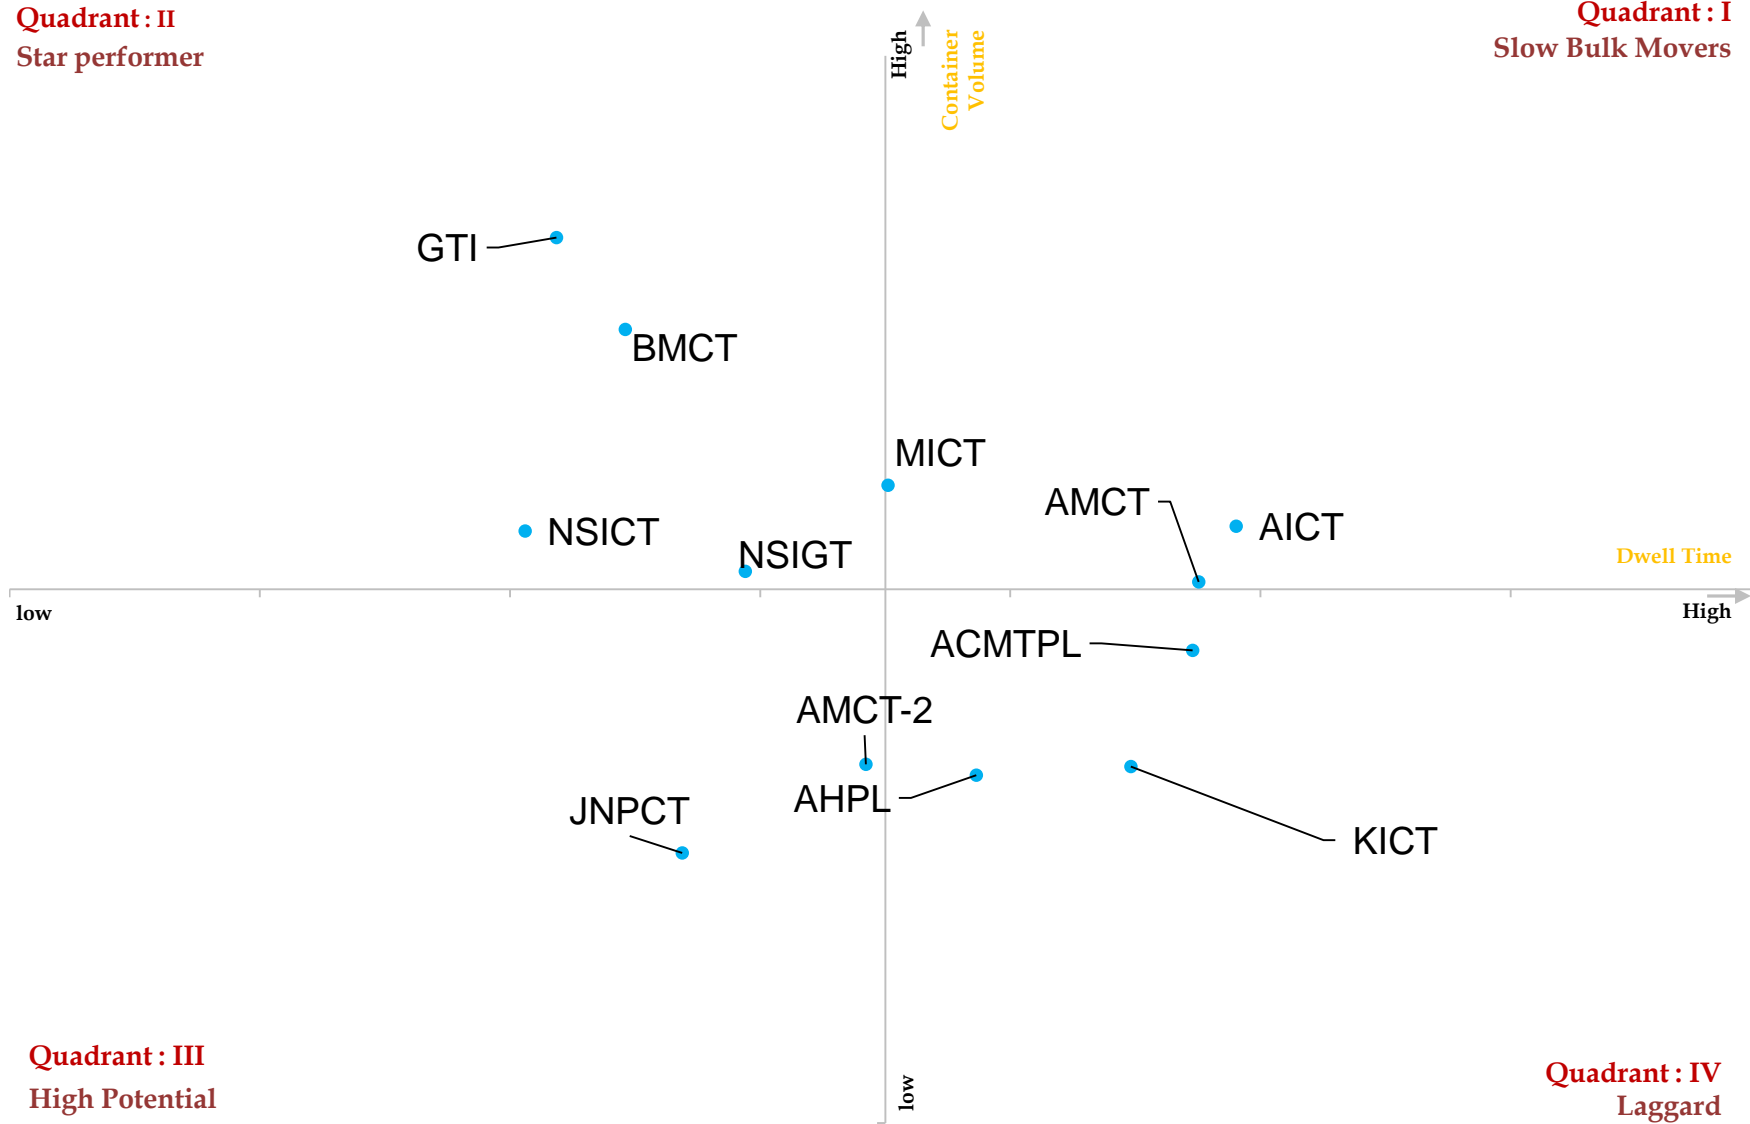 Quadrant : II
Star performer
Quadrant : I
Slow Bulk Movers
High
Container
Volume
GTI
BMCT
MICT
AMCT
AICT
NSICT
NSIGT
Dwell Time
low
High
ACMTPL
AMCT-2
AHPL
JNPCT
KICT
Quadrant : III
High Potential
low
Quadrant : IV
Laggard